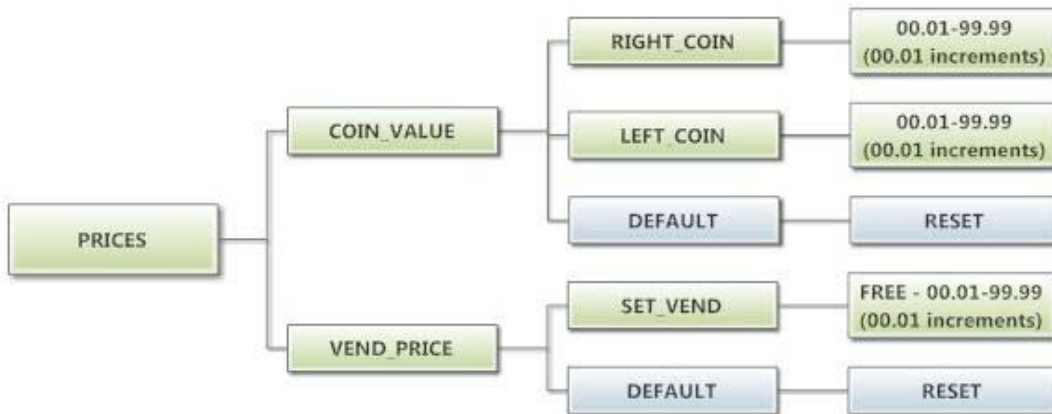 RIGHT_COIN
00.01-99.99
(00.01 increments)
COIN_VALUE
LEFT_COIN
00.01-99.99
(00.01 increments)
DEFAULT
RESET
PRICES
SET_VEND
FREE - 00.01-99.99
(00.01 increments)
VEND_PRICE
DEFAULT
RESET